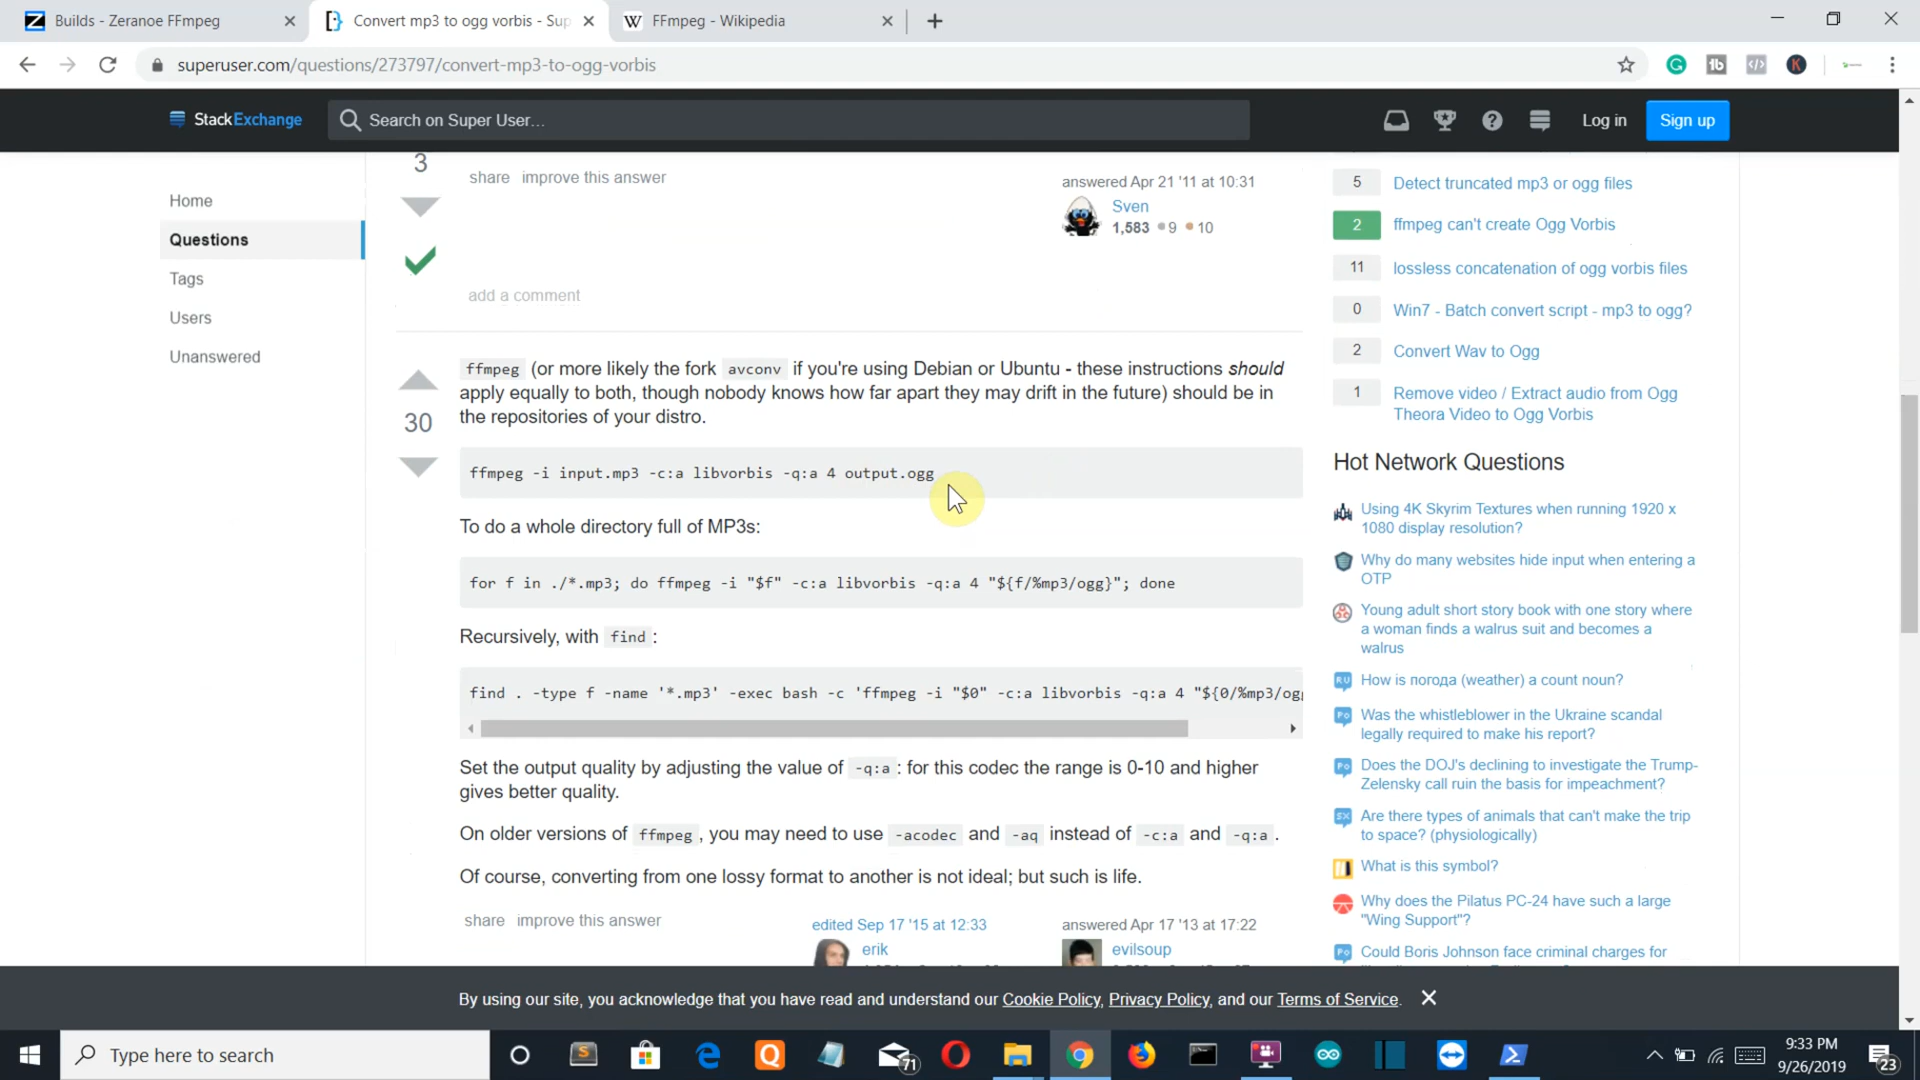 Builds - Zeranoe FFmpeg
Convert mp3 to ogg vorbis - Sup
W FFmpeg - Wikipedia
superuser.com/questions/273797/convert-mp3-to-ogg-vorbis
StackExchange
Search on Super User...
Log in
Sign up
Home
Questions
Tags
Users
Unanswered
3
share improve this answer
answered Apr 21 '11 at 10:31
Sven
1,583 9 10
add a comment
30
ffmpeg (or more likely the fork avconv if you're using Debian or Ubuntu - these instructions should
apply equally to both, though nobody knows how far apart they may drift in the future) should be in
the repositories of your distro.
ffmpeg -i input.mp3 -c:a libvorbis -q:a 4 output.ogg
To do a whole directory full of MP3s:
for f in ./*.mp3; do ffmpeg -i "$f" -c:a libvorbis -q:a 4 "${f/%mp3/ogg}"; done
Recursively, with find :
find . -type f -name '*.mp3' -exec bash -c 'ffmpeg -i "$0" -c:a libvorbis -q:a 4 "${0/%mp3/ogg
Set the output quality by adjusting the value of -q:a : for this codec the range is 0-10 and higher
gives better quality.
On older versions of ffmpeg , you may need to use -acodec and -aq instead of -c:a and -q:a .
Of course, converting from one lossy format to another is not ideal; but such is life.
share improve this answer
edited Sep 17 '15 at 12:33
erik
answered Apr 17 '13 at 17:22
evilsoup
5 Detect truncated mp3 or ogg files
2 ffmpeg can't create Ogg Vorbis
11 lossless concatenation of ogg vorbis files
0 Win7 - Batch convert script - mp3 to ogg?
2 Convert Wav to Ogg
1 Remove video / Extract audio from Ogg
Theora Video to Ogg Vorbis
Hot Network Questions
Using 4K Skyrim Textures when running 1920 x
1080 display resolution?
Why do many websites hide input when entering a
OTP
Young adult short story book with one story where
a woman finds a walrus suit and becomes a
walrus
How is погода (weather) a count noun?
Was the whistleblower in the Ukraine scandal
legally required to make his report?
Does the DOJ's declining to investigate the Trump-
Zelensky call ruin the basis for impeachment?
Are there types of animals that can't make the trip
to space? (physiologically)
What is this symbol?
Why does the Pilatus PC-24 have such a large
"Wing Support"?
Could Boris Johnson face criminal charges for
By using our site, you acknowledge that you have read and understand our Cookie Policy, Privacy Policy, and our Terms of Service.
Type here to search
71
9:33 PM
9/26/2019
23